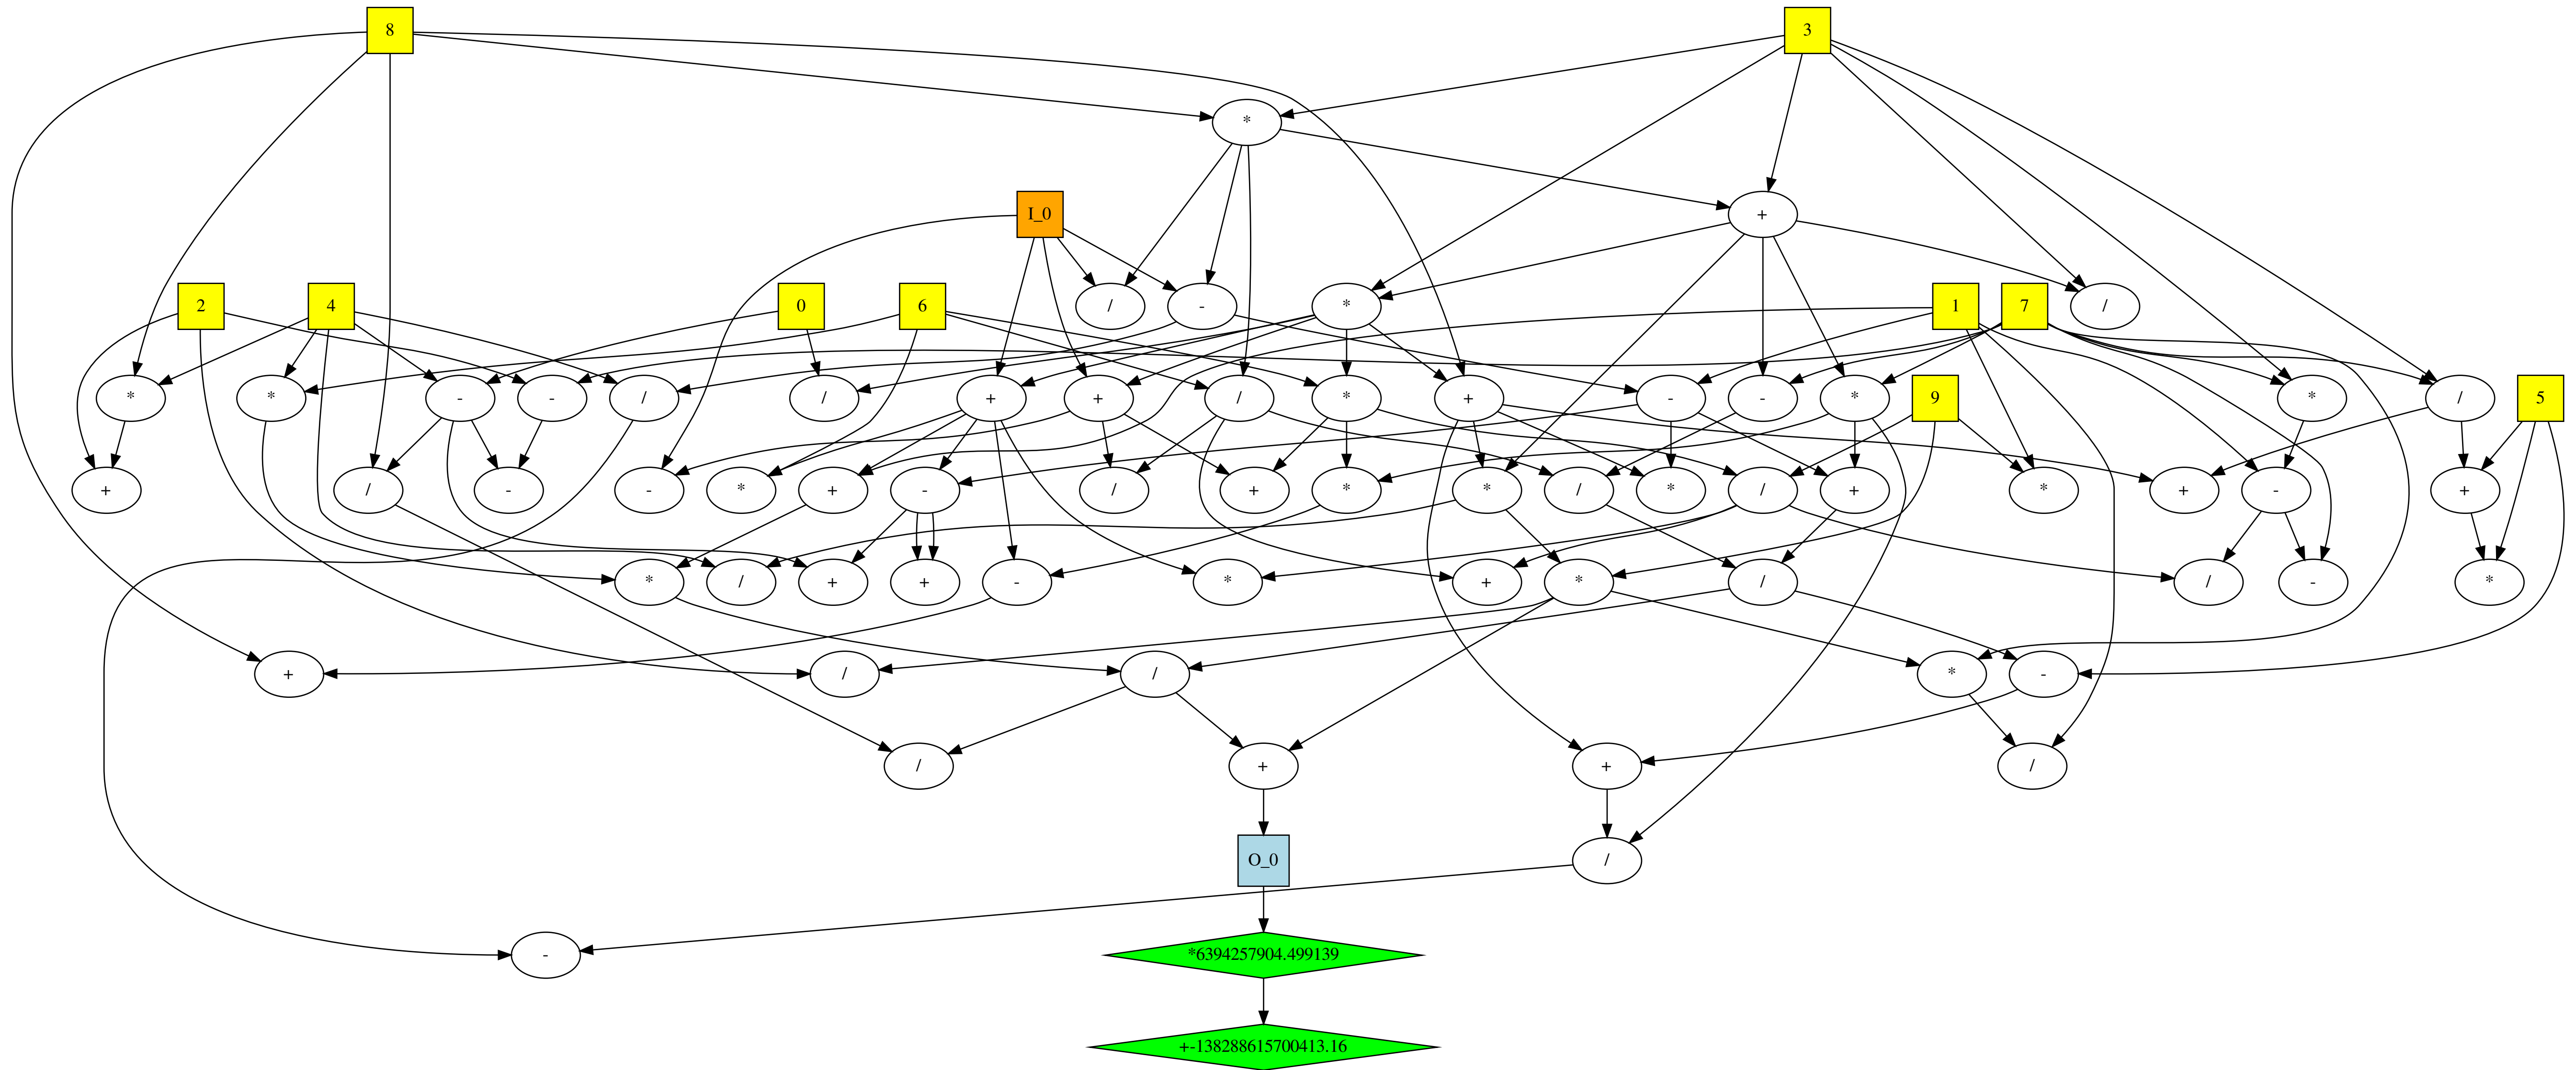 8 3
*
I_0 +
2 4 0 6 / - * 1 7 /
* * - - / / + + / * + - - * 9 * / 5
+ / - - * + - / + * * / * / + * + - +
* / + + - * + * / / - *
+ / / * -
/ + + /
O_0 /
- *6394257904.499139
+-138288615700413.16